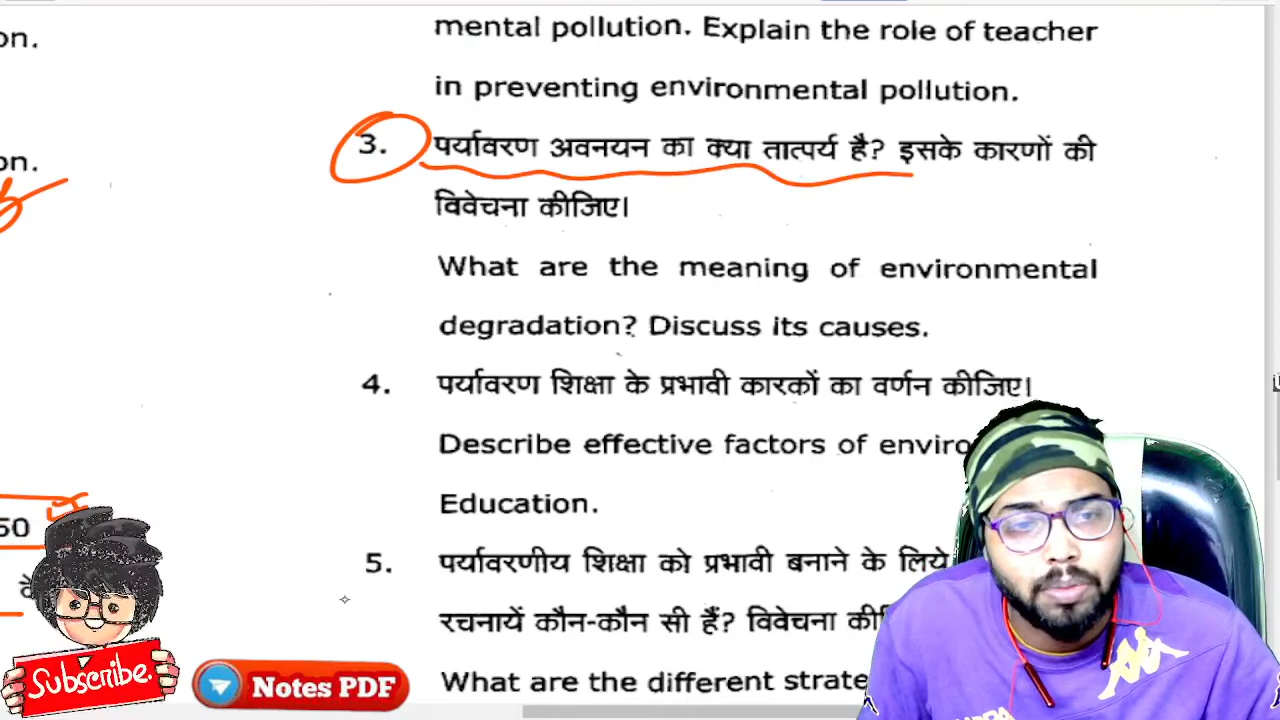 on.
mental pollution. Explain the role of teacher
in preventing environmental pollution.
on.
3. पर्यावरण अवनयन का क्या तात्पर्य है? इसके कारणों की
विवेचना कीजिए।
What are the meaning of environmental
degradation? Discuss its causes.
4. पर्यावरण शिक्षा के प्रभावी कारकों का वर्णन कीजिए।
Describe effective factors of enviro
Education.
50
के
5. पर्यावरणीय शिक्षा को प्रभावी बनाने के लिये
रचनायें कौन-कौन सी हैं? विवेचना की
What are the different strate
Subscribe.
Notes PDF
KAPPA